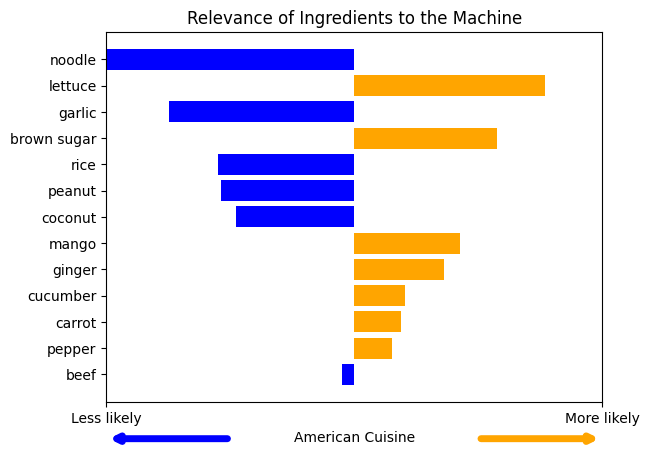 Relevance of Ingredients to the Machine
noodle
lettuce
garlic
brown sugar
rice
peanut
coconut
mango
ginger
cucumber
carrot
pepper
beef
Less likely
More likely
American Cuisine